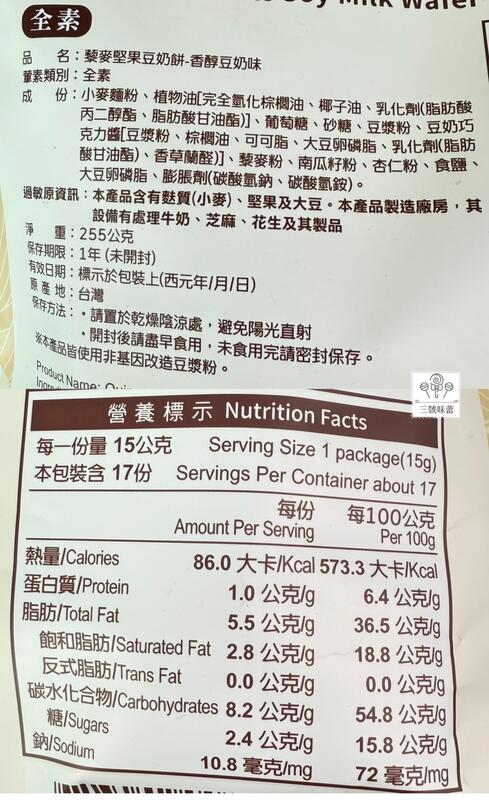 Soy Milk Wafer
全素
品 名：藜麥堅果豆奶餅-香醇豆奶味
葷素類別：全素
成 份：小麥麵粉、植物油[完全氫化棕櫚油、椰子油、乳化劑(脂肪酸
丙二醇酯、脂肪酸甘油酯)]、葡萄糖、砂糖、豆漿粉、豆奶巧
克力醬[豆漿粉、棕櫚油、可可脂、大豆卵磷脂、乳化劑(脂肪
酸甘油酯)、香草蘭醛)]、藜麥粉、南瓜籽粉、杏仁粉、食鹽、
大豆卵磷脂、膨脹劑(碳酸氫鈉、碳酸氫銨)。
過敏原資訊：本產品含有麩質(小麥)、堅果及大豆。本產品製造廠房，其
設備有處理牛奶、芝麻、花生及其製品
淨 重：255公克
保存期限：1年 (未開封)
有效日期：標示於包裝上(西元年/月/日)
原 產 地：台灣
保存方法：•請置於乾燥陰涼處，避免陽光直射
•開封後請盡早食用，未食用完請密封保存。
※本產品皆使用非基因改造豆漿粉。
Product Name: Qui
Ingredi
三號味蕾
營養標示 Nutrition Facts
每一份量 15公克 Serving Size 1 package(15g)
本包裝含 17份 Servings Per Container about 17
每份 每100公克
Amount Per Serving Per 100g
熱量/Calories 86.0 大卡/Kcal 573.3 大卡/Kcal
蛋白質/Protein 1.0 公克/g 6.4 公克/g
脂肪/Total Fat 5.5 公克/g 36.5 公克/g
飽和脂肪/Saturated Fat 2.8 公克/g 18.8 公克/g
反式脂肪/Trans Fat 0.0 公克/g 0.0 公克/g
碳水化合物/Carbohydrates 8.2 公克/g 54.8 公克/g
糖/Sugars 2.4 公克/g 15.8 公克/g
鈉/Sodium 10.8 毫克/mg 72 毫克/mg